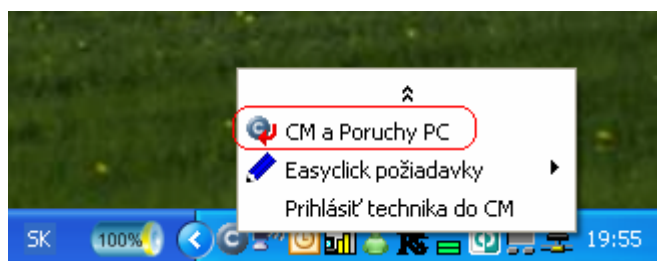 CM a Poruchy PC
Easyclick požiadavky
Prihlásiť technika do CM
SK
100%
19:55